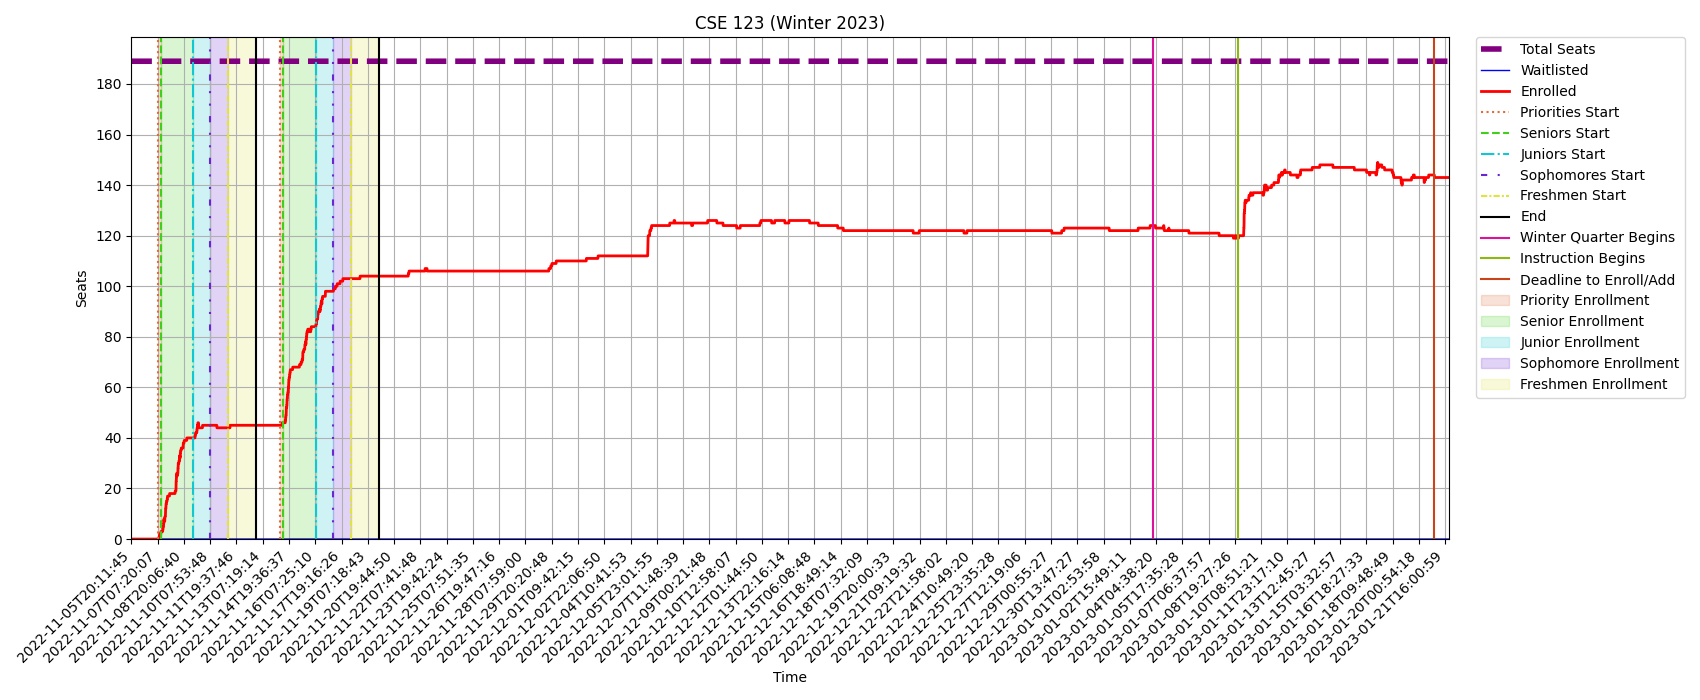 CSE 123 (Winter 2023)
Seats
180
160
140
120
100
80
60
40
20
0
2022-11-05T20:11:45
2022-11-07T07:20:07
2022-11-08T20:06:40
2022-11-10T07:53:48
2022-11-11T19:37:46
2022-11-13T07:19:14
2022-11-14T19:36:37
2022-11-16T07:25:10
2022-11-17T19:16:26
2022-11-19T07:18:43
2022-11-20T19:44:50
2022-11-22T07:41:48
2022-11-23T19:42:24
2022-11-25T07:51:35
2022-11-26T19:47:16
2022-11-28T07:59:00
2022-11-29T20:20:48
2022-12-01T09:42:15
2022-12-02T22:06:50
2022-12-04T10:41:53
2022-12-05T23:01:55
2022-12-07T11:48:39
2022-12-09T00:21:48
2022-12-10T12:58:07
2022-12-12T01:44:50
2022-12-13T22:16:14
2022-12-15T06:08:48
2022-12-16T18:49:14
2022-12-18T07:32:09
2022-12-19T20:00:33
2022-12-21T09:19:32
2022-12-22T21:58:02
2022-12-24T10:49:20
2022-12-25T23:35:28
2022-12-27T12:19:06
2022-12-29T00:55:27
2022-12-30T13:47:27
2023-01-01T02:53:58
2023-01-02T15:49:11
2023-01-04T04:38:20
2023-01-05T17:35:28
2023-01-07T06:37:57
2023-01-08T19:27:26
2023-01-10T08:51:21
2023-01-11T23:17:10
2023-01-13T12:45:27
2023-01-15T03:32:57
2023-01-16T18:27:33
2023-01-18T09:48:49
2023-01-20T00:54:18
2023-01-21T16:00:59
Time
Total Seats
Waitlisted
Enrolled
Priorities Start
Seniors Start
Juniors Start
Sophomores Start
Freshmen Start
End
Winter Quarter Begins
Instruction Begins
Deadline to Enroll/Add
Priority Enrollment
Senior Enrollment
Junior Enrollment
Sophomore Enrollment
Freshmen Enrollment